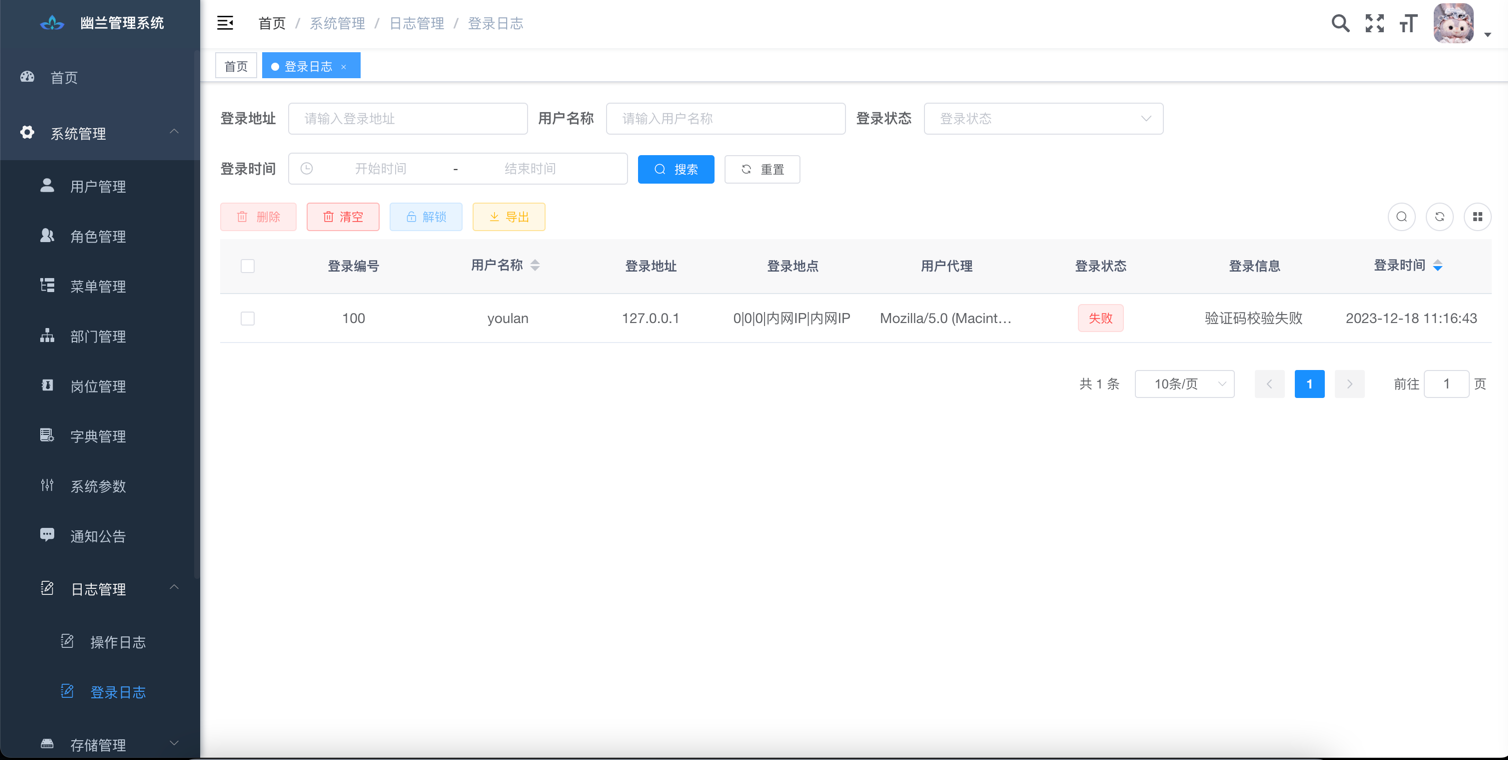 幽兰管理系统
首页 / 系统管理 / 日志管理 / 登录日志
首页
登录日志 ×
首页
系统管理
用户管理
角色管理
菜单管理
部门管理
岗位管理
字典管理
系统参数
通知公告
日志管理
操作日志
登录日志
存储管理
登录地址 请输入登录地址 用户名称 请输入用户名称 登录状态 登录状态
登录时间 开始时间 - 结束时间 搜索 重置
删除 清空 解锁 导出
登录编号 用户名称 登录地址 登录地点 用户代理 登录状态 登录信息 登录时间
100 youlan 127.0.0.1 0|0|0|内网IP|内网IP Mozilla/5.0 (Macint... 失败 验证码校验失败 2023-12-18 11:16:43
共 1 条 10条/页 1 前往 1 页